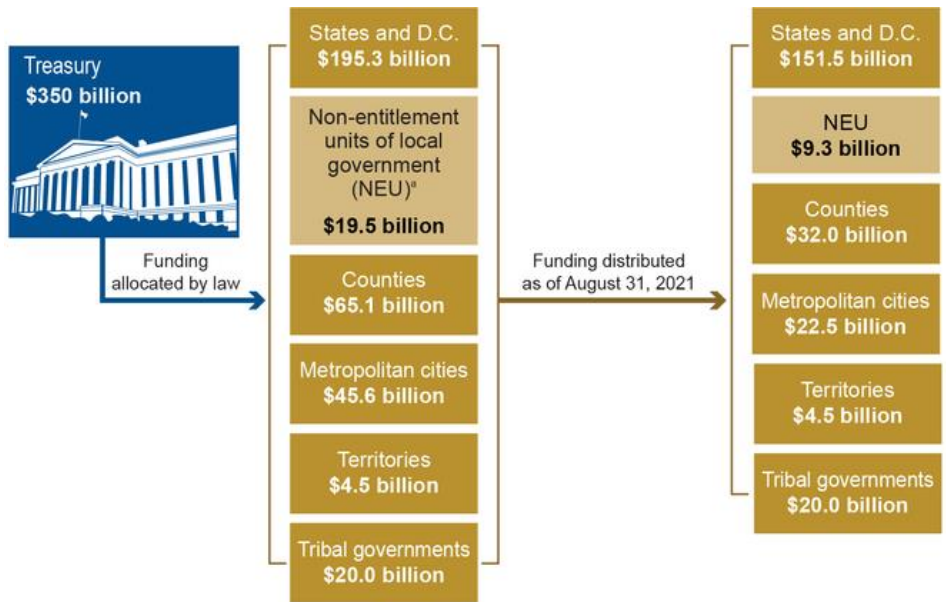 Treasury
$350 billion
Funding
allocated by law
States and D.C.
$195.3 billion
Non-entitlement
units of local
government
(NEU)ª
$19.5 billion
Counties
$65.1 billion
Metropolitan cities
$45.6 billion
Territories
$4.5 billion
Tribal governments
$20.0 billion
Funding distributed
as of August 31, 2021
States and D.C.
$151.5 billion
NEU
$9.3 billion
Counties
$32.0 billion
Metropolitan cities
$22.5 billion
Territories
$4.5 billion
Tribal governments
$20.0 billion